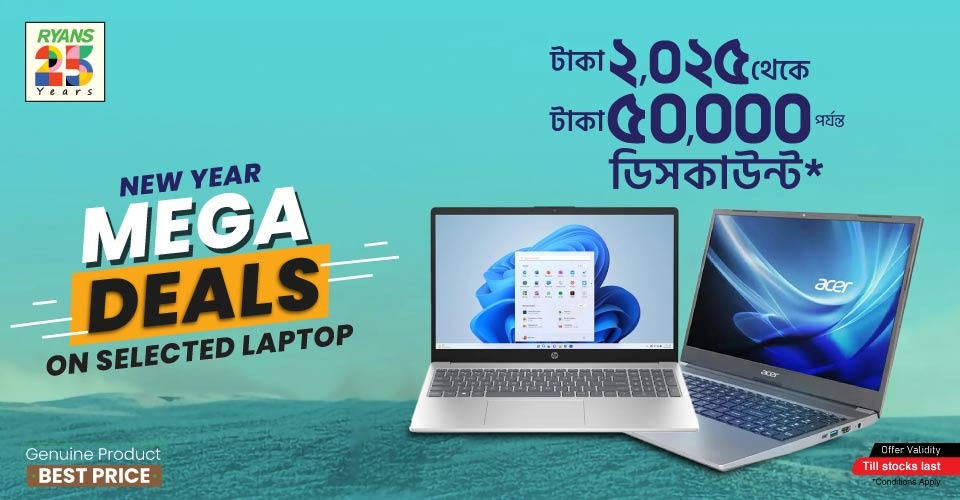 RYANS
25
Years
টাকা ২,০২৫ থেকে
টাকা ৫০,০০০ পর্যন্ত
ডিসকাউন্ট*
NEW YEAR
MEGA
DEALS
ON SELECTED LAPTOP
hp
acer
acer
Genuine Product
BEST PRICE
Offer Validity
Till stocks last
*Conditions Apply